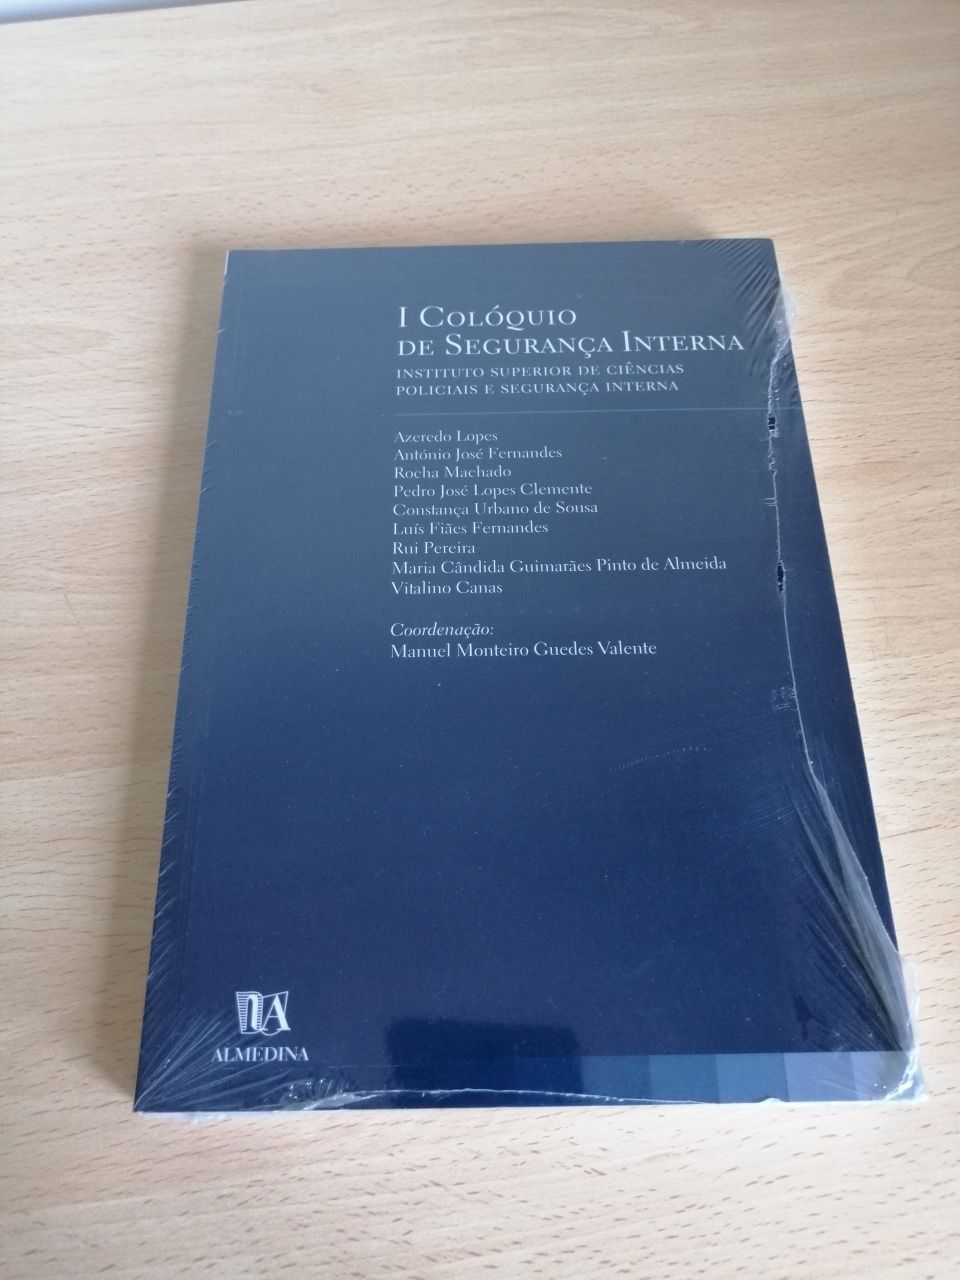 I Colóquio
de Segurança Interna
Instituto Superior de Ciências
Policiais e Segurança Interna
Azeredo Lopes
António José Fernandes
Rocha Machado
Pedro José Lopes Clemente
Constança Urbano de Sousa
Luís Fiães Fernandes
Rui Pereira
Maria Cândida Guimarães Pinto de Almeida
Vitalino Canas
Coordenação:
Manuel Monteiro Guedes Valente
ALMEDINA